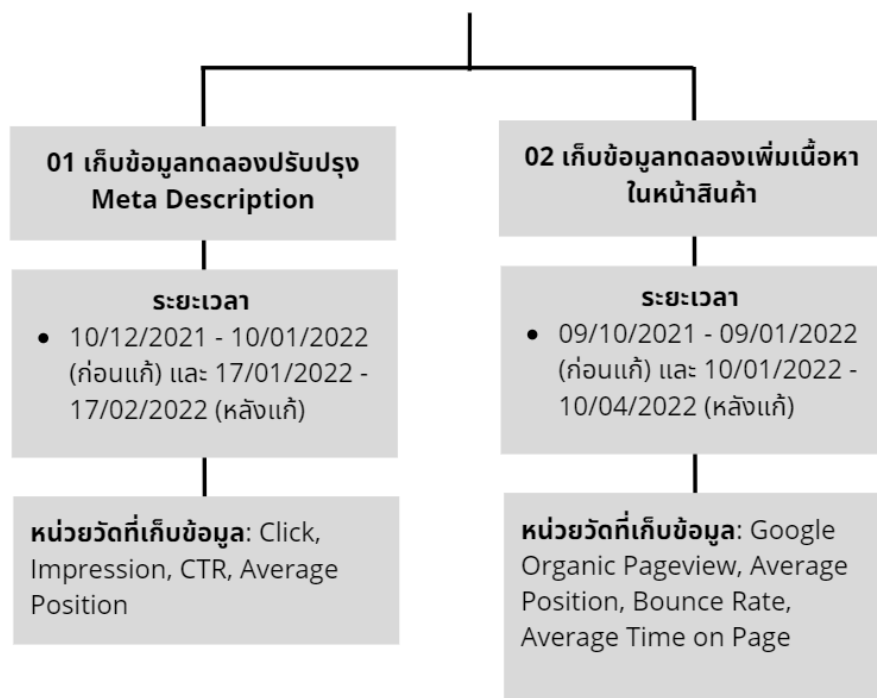 01 เก็บข้อมูลทดลองปรับปรุง
Meta Description
ระยะเวลา
• 10/12/2021 - 10/01/2022
(ก่อนแก้) และ 17/01/2022 -
17/02/2022 (หลังแก้)
หน่วยวัดที่เก็บข้อมูล: Click,
Impression, CTR, Average
Position
02 เก็บข้อมูลทดลองเพิ่มเนื้อหา
ในหน้าสินค้า
ระยะเวลา
• 09/10/2021 - 09/01/2022
(ก่อนแก้) และ 10/01/2022 -
10/04/2022 (หลังแก้)
หน่วยวัดที่เก็บข้อมูล: Google
Organic Pageview, Average
Position, Bounce Rate,
Average Time on Page